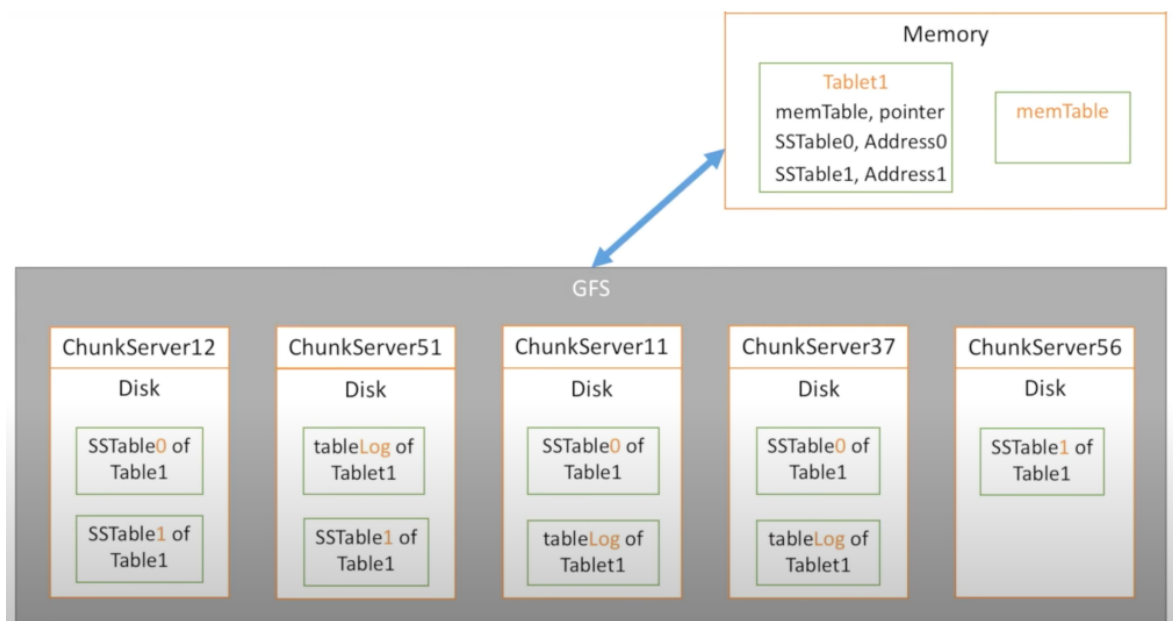 Memory
Tablet1
memTable, pointer
SSTable0, Address0
SSTable1, Address1
memTable
GFS
ChunkServer12
Disk
SSTable0 of
Table1
SSTable1 of
Table1
ChunkServer51
Disk
tableLog of
Tablet1
SSTable1 of
Table1
ChunkServer11
Disk
SSTable0 of
Table1
tableLog of
Tablet1
ChunkServer37
Disk
SSTable0 of
Table1
tableLog of
Tablet1
ChunkServer56
Disk
SSTable1 of
Table1